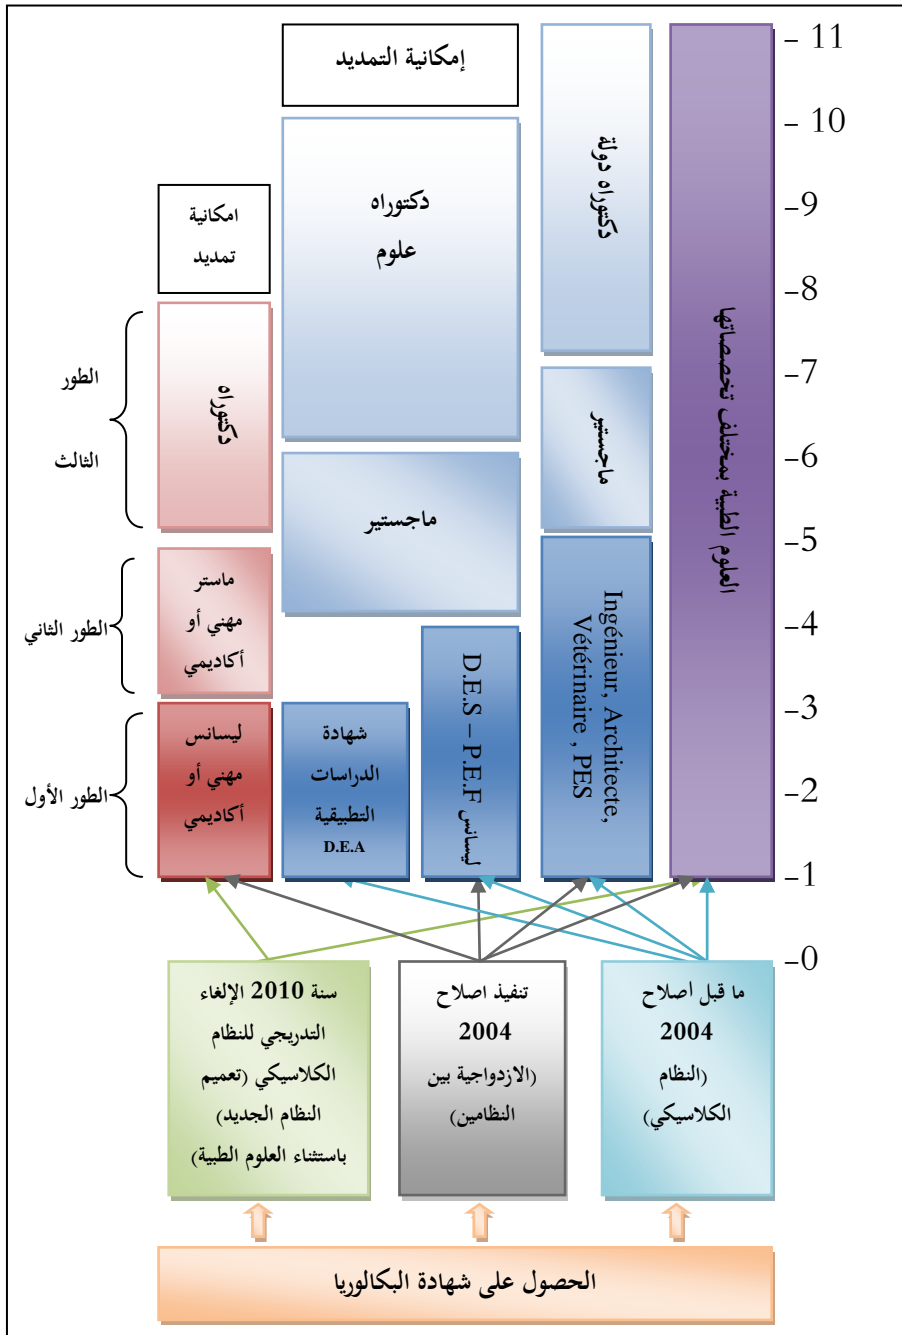 11 -
10 -
9 -
8 -
7 -
6 -
5 -
4 -
3 -
2 -
1 -
0 -
العلوم الطبية بمختلف تخصصاتها
دكتوراه دولة
ماجستير
Ingénieur, Architecte,
Vétérinaire , PES
إمكانية التمديد
دكتوراه
علوم
ماجستير
ليسانس D.E.S – P.E.F
شهادة
الدراسات
التطبيقية
D.E.A
امكانية
تمديد
دكتوراه
ماستر
مهني أو
أكاديمي
ليسانس
مهني أو
أكاديمي
الطور
الثالث
الطور الثاني
الطور الأول
ما قبل اصلاح
2004
(النظام
الكلاسيكي)
تنفيذ اصلاح
2004
(الازدواجية بين
النظامين)
سنة 2010 الإلغاء
التدريجي للنظام
الكلاسيكي (تعميم
النظام الجديد)
باستثناء العلوم الطبية)
الحصول على شهادة البكالوريا